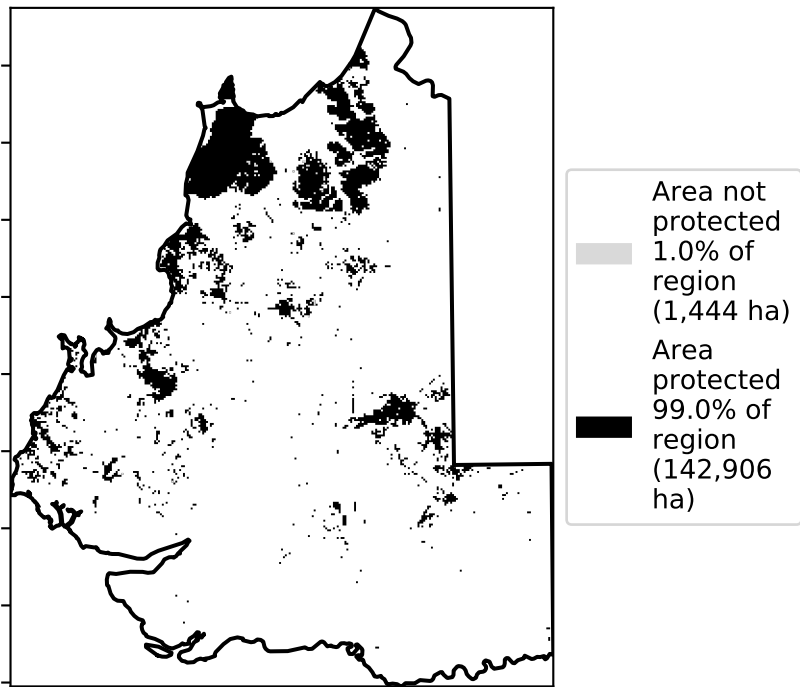 Area not
protected
1.0% of
region
(1,444 ha)
Area
protected
99.0% of
region
(142,906
ha)